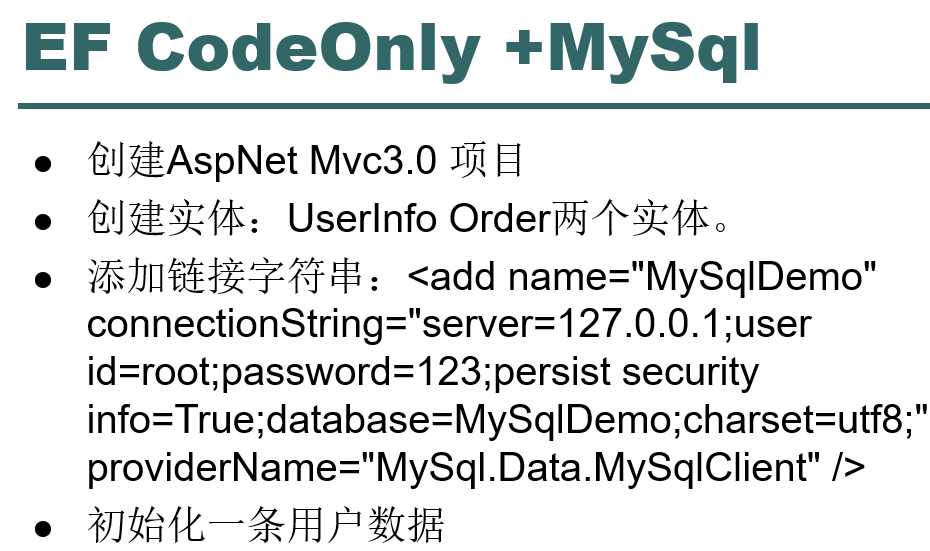 EF CodeOnly +MySql
● 创建AspNet Mvc3.0 项目
● 创建实体：UserInfo Order两个实体。
● 添加链接字符串：<add name="MySqlDemo"
connectionString="server=127.0.0.1;user
id=root;password=123;persist security
info=True;database=MySqlDemo;charset=utf8;"
providerName="MySql.Data.MySqlClient" />
● 初始化一条用户数据